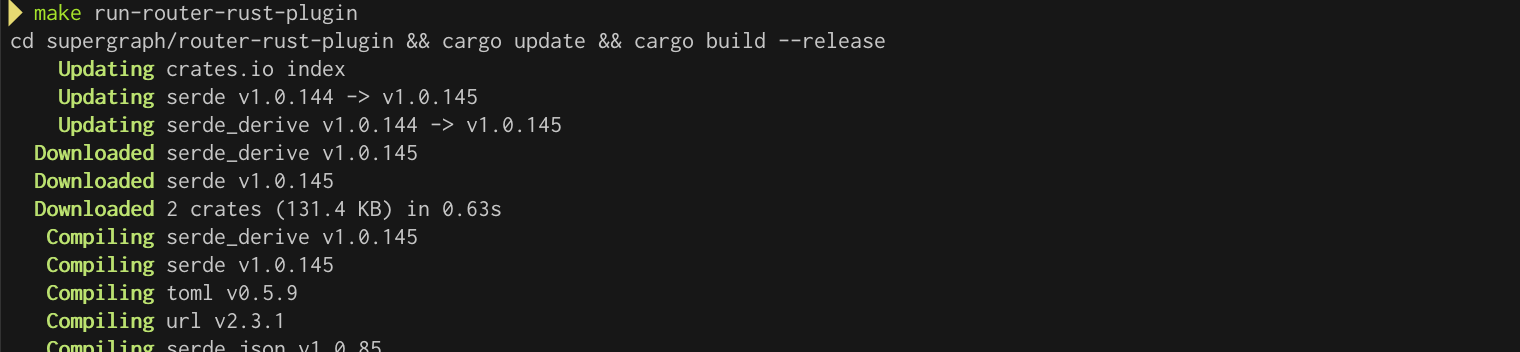 make run-router-rust-plugin
cd supergraph/router-rust-plugin && cargo update && cargo build --release
Updating crates.io index
Updating serde v1.0.144 -> v1.0.145
Updating serde_derive v1.0.144 -> v1.0.145
Downloaded serde_derive v1.0.145
Downloaded serde v1.0.145
Downloaded 2 crates (131.4 KB) in 0.63s
Compiling serde_derive v1.0.145
Compiling serde v1.0.145
Compiling toml v0.5.9
Compiling url v2.3.1
Compiling serde_json v1.0.85